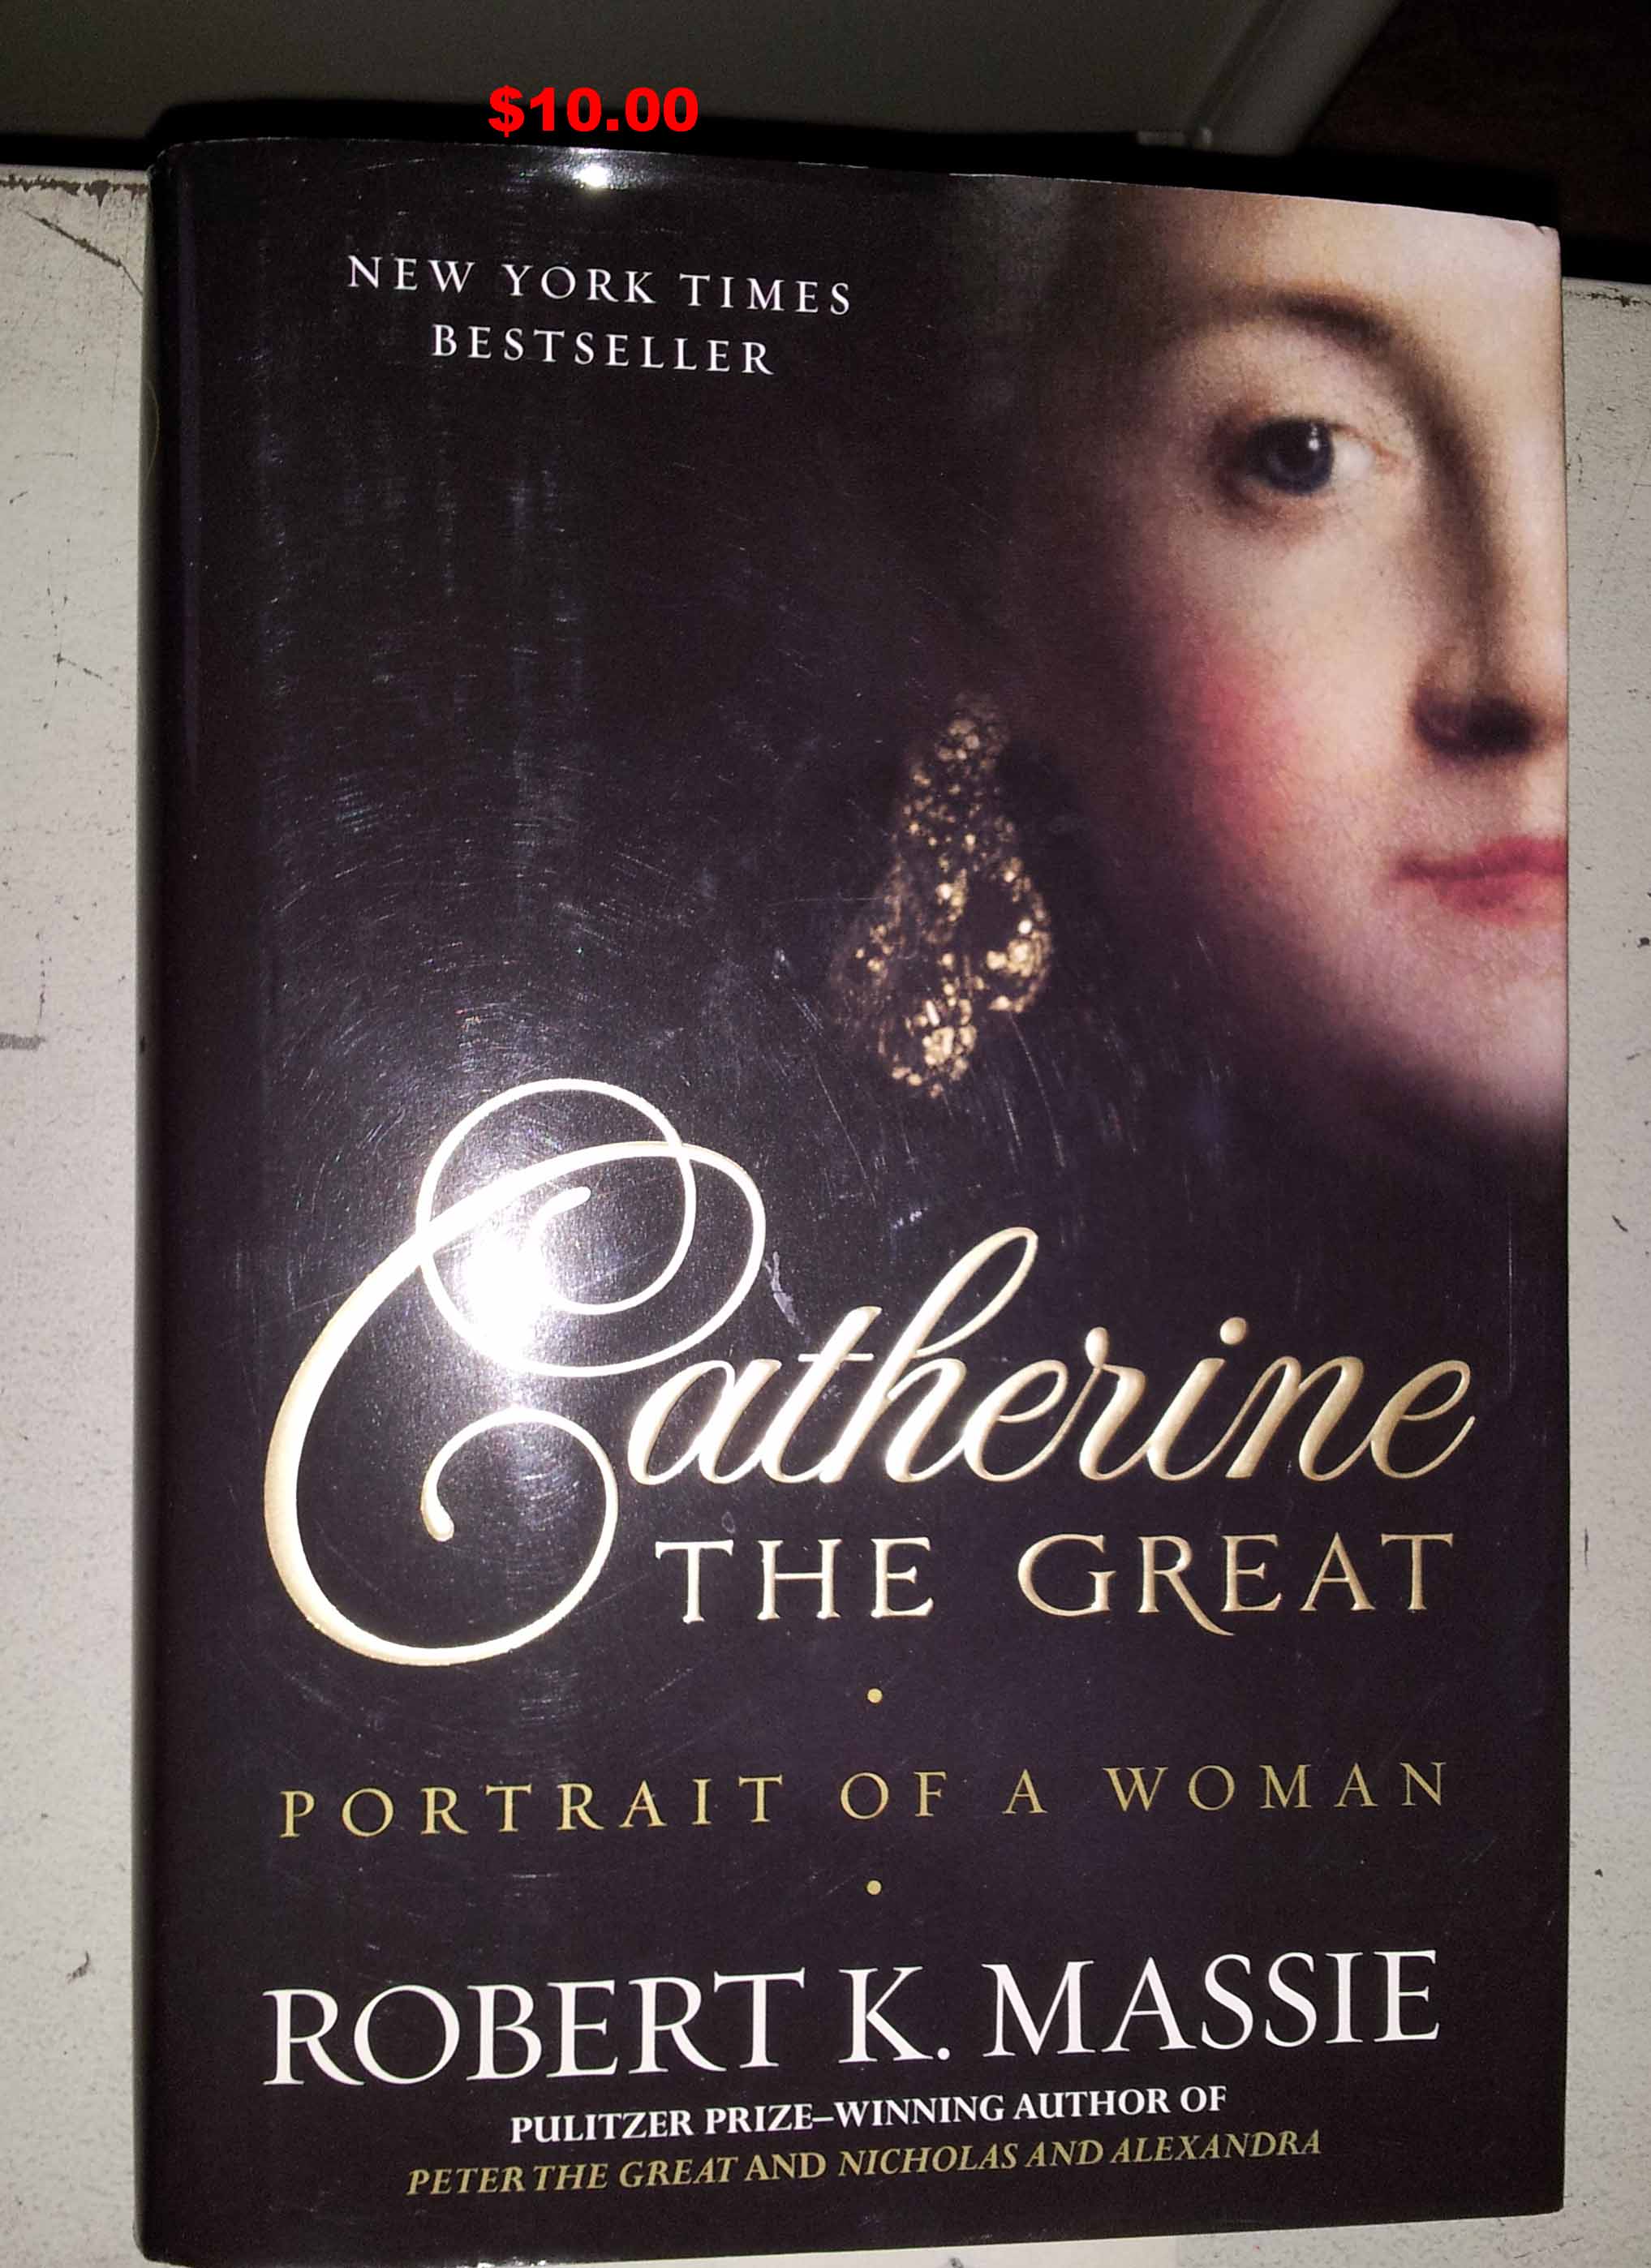 $10.00
NEW YORK TIMES
BESTSELLER
Catherine
THE GREAT
PORTRAIT OF A WOMAN
ROBERT K. MASSIE
PULITZER PRIZE–WINNING AUTHOR OF
PETER THE GREAT AND NICHOLAS AND ALEXANDRA